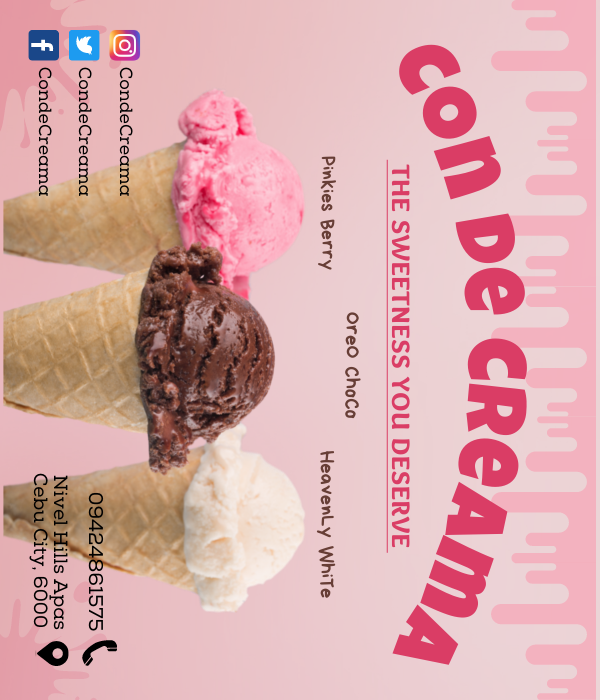 CON DE CREAMA
THE SWEETNESS YOU DESERVE
OreO ChoCo
Pinkies Berry
HeavenLy WhiTe
CondeCreama
CondeCreama
CondeCreama
09424861575
Nivel Hills Apas
Cebu City, 6000